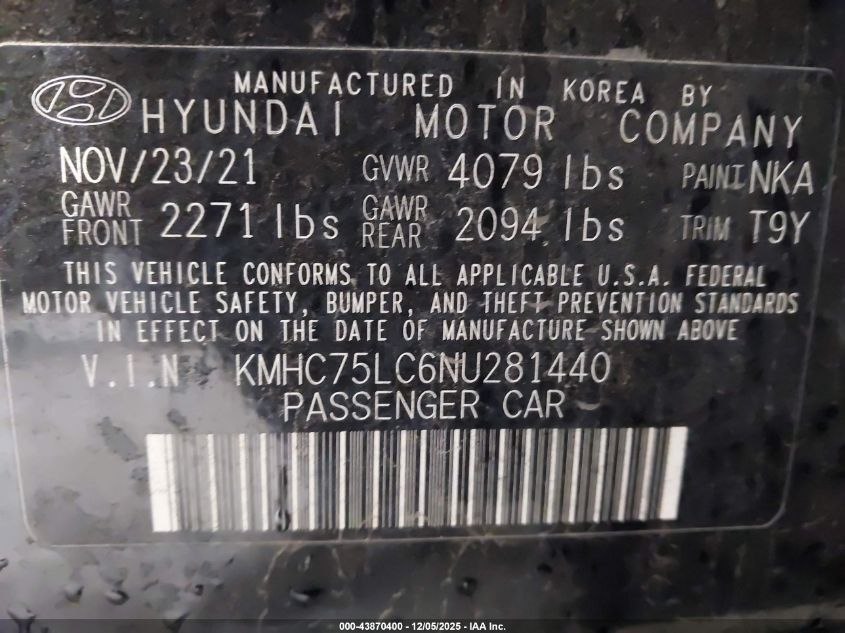 MANUFACTURED IN KOREA BY
HYUNDAI MOTOR COMPANY
NOV/23/21 GVWR 4079 lbs PAINT NKA
GAWR FRONT 2271 lbs GAWR REAR 2094 lbs TRIM T9Y
THIS VEHICLE CONFORMS TO ALL APPLICABLE U.S.A. FEDERAL
MOTOR VEHICLE SAFETY, BUMPER, AND THEFT PREVENTION STANDARDS
IN EFFECT ON THE DATE OF MANUFACTURE SHOWN ABOVE
V.I.N KMHC75LC6NU281440
PASSENGER CAR
000-43870400 - 12/05/2025 - IAA Inc.